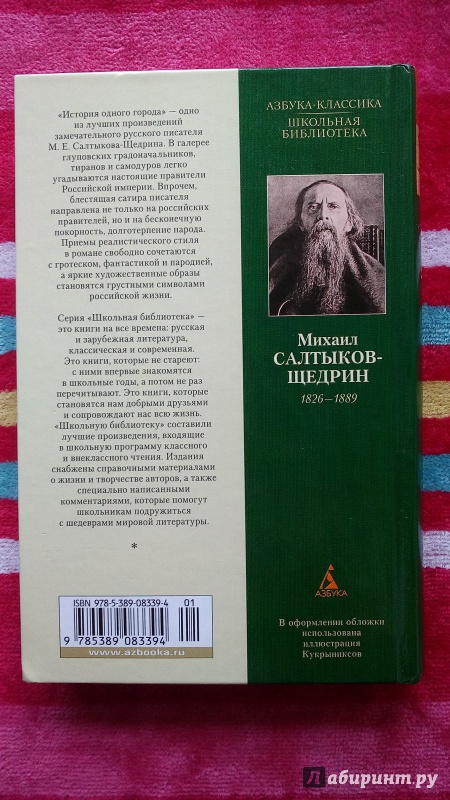 «История одного города» — одно
из лучших произведений
замечательного русского писателя
М. Е. Салтыкова-Щедрина. В галерее
глуповских градоначальников,
тиранов и самодуров легко
угадываются настоящие правители
Российской империи. Впрочем,
блестящая сатира писателя
направлена не только на российских
правителей, но и на бесконечную
покорность, долготерпение народа.
Приемы реалистического стиля
в романе свободно сочетаются
с гротеском, фантастикой и пародией,
а яркие художественные образы
становятся грустными символами
российской жизни.
Серия «Школьная библиотека» —
это книги на все времена: русская
и зарубежная литература,
классическая и современная.
Это книги, которые не стареют:
с ними впервые знакомятся
в школьные годы, а потом не раз
перечитывают. Это книги, которые
становятся нам добрыми друзьями
и сопровождают нас всю жизнь.
«Школьную библиотеку» составили
лучшие произведения, входящие
в школьную программу классного
и внеклассного чтения. Издания
снабжены справочными материалами
о жизни и творчестве авторов, а также
специально написанными
комментариями, которые помогут
школьникам подружиться
с шедеврами мировой литературы.
*
ISBN 978-5-389-08339-4 01
9 785389 083394
www.azbooka.ru
АЗБУКА-КЛАССИКА
ШКОЛЬНАЯ
БИБЛИОТЕКА
Михаил
САЛТЫКОВ-
ЩЕДРИН
1826—1889
АЗБУКА
В оформлении обложки
использована
иллюстрация
Кукрыниксов
Лабиринт.ру